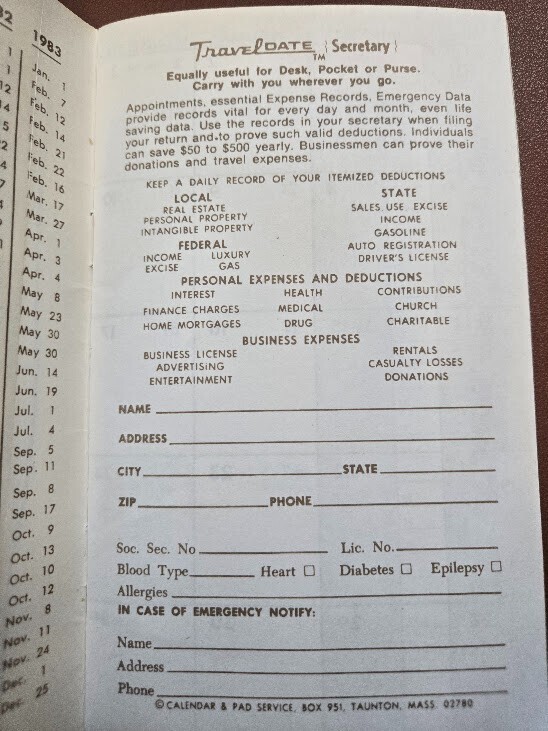 82
1983
Jan. 1
Feb. 7
Feb. 12
Feb. 14
Feb. 21
Feb. 22
Feb. 16
Mar. 17
Mar. 27
Apr. 1
Apr. 3
Apr. 4
May 8
May 23
May 30
May 30
Jun. 14
Jun. 19
Jul. 1
Jul. 4
Sep. 5
Sep. 11
Sep. 8
Sep. 17
Oct. 9
Oct. 13
Oct. 10
Oct. 12
Nov. 8
Nov. 11
Nov. 24
Dec. 1
Dec. 25
TravelDATE TM Secretary
Equally useful for Desk, Pocket or Purse.
Carry with you wherever you go.
Appointments, essential Expense Records, Emergency Data
provide records vital for every day and month, even life
saving data. Use the records in your secretary when filing
your return and to prove such valid deductions. Individuals
can save $50 to $500 yearly. Businessmen can prove their
donations and travel expenses.
KEEP A DAILY RECORD OF YOUR ITEMIZED DEDUCTIONS
LOCAL STATE
REAL ESTATE SALES, USE, EXCISE
PERSONAL PROPERTY INCOME
INTANGIBLE PROPERTY GASOLINE
FEDERAL AUTO REGISTRATION
INCOME LUXURY DRIVER'S LICENSE
EXCISE GAS
PERSONAL EXPENSES AND DEDUCTIONS
INTEREST HEALTH CONTRIBUTIONS
FINANCE CHARGES MEDICAL CHURCH
HOME MORTGAGES DRUG CHARITABLE
BUSINESS EXPENSES
BUSINESS LICENSE RENTALS
ADVERTISING CASUALTY LOSSES
ENTERTAINMENT DONATIONS
NAME
ADDRESS
CITY STATE
ZIP PHONE
Soc. Sec. No Lic. No.
Blood Type Heart □ Diabetes □ Epilepsy □
Allergies
IN CASE OF EMERGENCY NOTIFY:
Name
Address
Phone
© CALENDAR & PAD SERVICE, BOX 951, TAUNTON, MASS. 02780